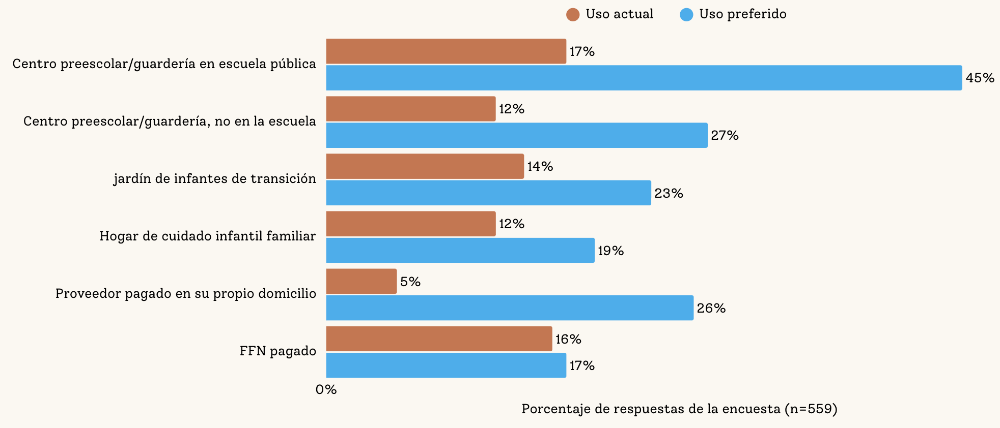 Uso actual
Uso preferido
Centro preescolar/guardería en escuela pública
17%
45%
Centro preescolar/guardería, no en la escuela
12%
27%
jardín de infantes de transición
14%
23%
Hogar de cuidado infantil familiar
12%
19%
Proveedor pagado en su propio domicilio
5%
26%
FFN pagado
16%
17%
0%
Porcentaje de respuestas de la encuesta (n=559)